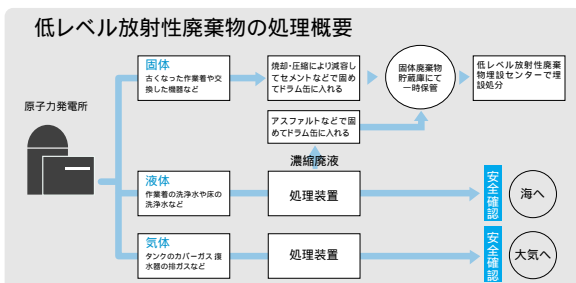 低レベル放射性廃棄物の処理概要
原子力発電所
固体
古くなった作業着や交
換した機器など
焼却・圧縮により減容し
てセメントなどで固め
てドラム缶に入れる
固体廃棄物
貯蔵庫にて
一時保管
低レベル放射性廃棄
物埋設センターで埋
設処分
アスファルトなどで固
めてドラム缶に入れる
濃縮廃液
液体
作業着の洗浄水や床の
洗浄水など
処理装置
安全確認
海へ
気体
タンクのカバーガス 復
水器の排ガスなど
処理装置
安全確認
大気へ